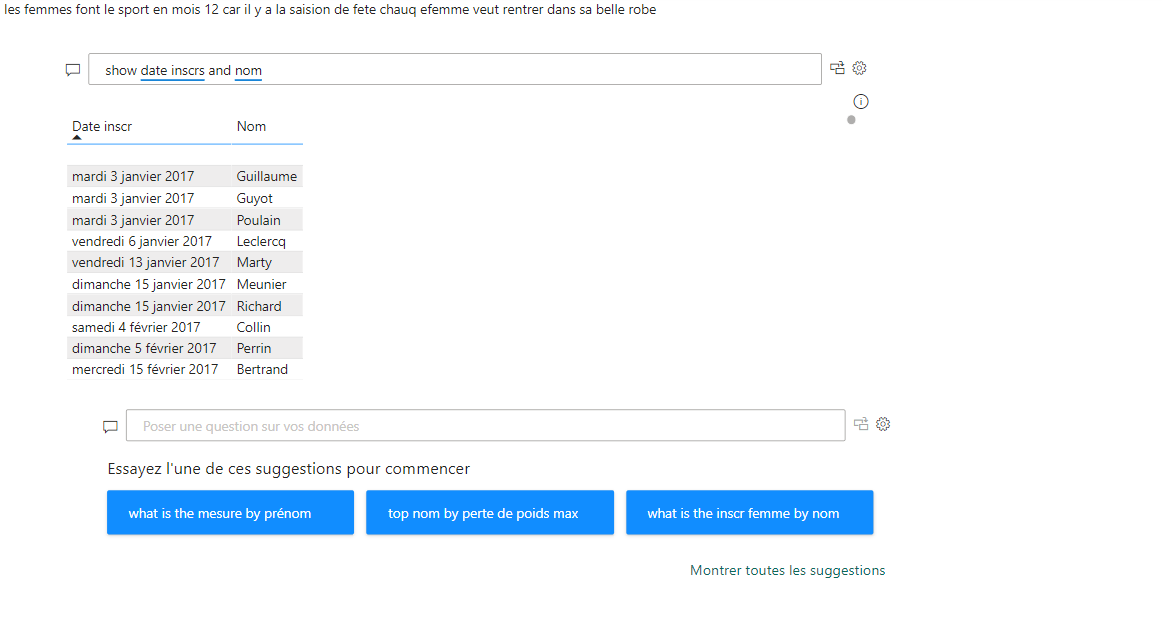 les femmes font le sport en mois 12 car il y a la saision de fete chauq efemme veut rentrer dans sa belle robe
show date inscrs and nom
Date inscr Nom
mardi 3 janvier 2017 Guillaume
mardi 3 janvier 2017 Guyot
mardi 3 janvier 2017 Poulain
vendredi 6 janvier 2017 Leclercq
vendredi 13 janvier 2017 Marty
dimanche 15 janvier 2017 Meunier
dimanche 15 janvier 2017 Richard
samedi 4 février 2017 Collin
dimanche 5 février 2017 Perrin
mercredi 15 février 2017 Bertrand
Poser une question sur vos données
Essayez l'une de ces suggestions pour commencer
what is the mesure by prénom top nom by perte de poids max what is the inscr femme by nom
Montrer toutes les suggestions